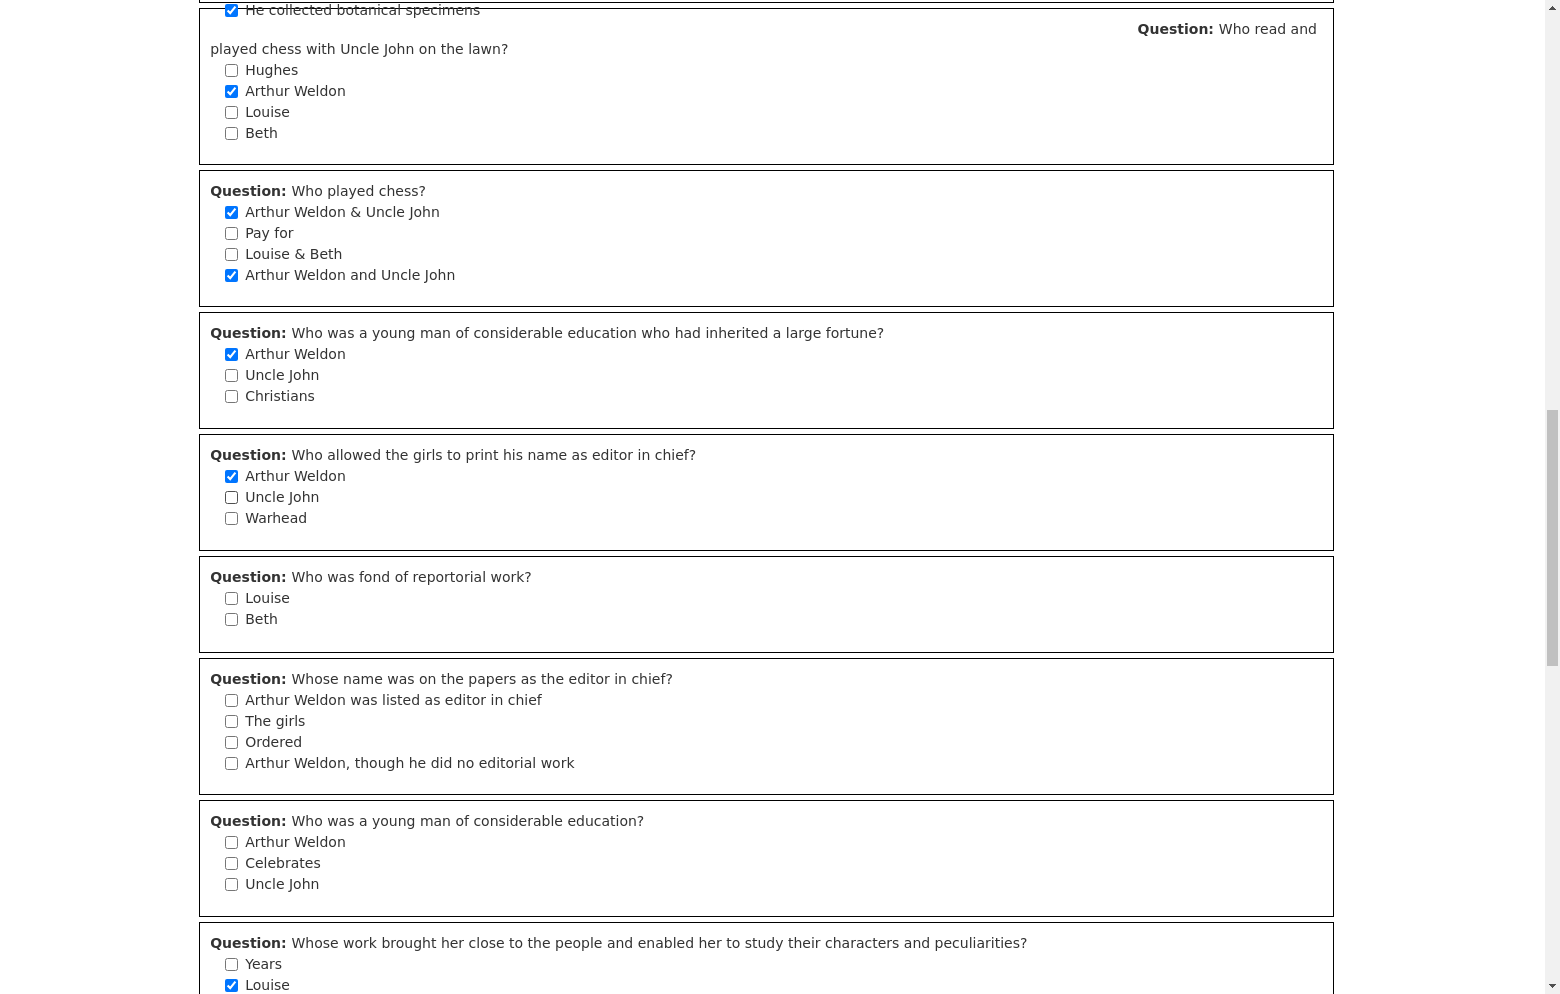 He collected botanical specimens
Question: Who read and
played chess with Uncle John on the lawn?
Hughes
Arthur Weldon
Louise
Beth
Question: Who played chess?
Arthur Weldon & Uncle John
Pay for
Louise & Beth
Arthur Weldon and Uncle John
Question: Who was a young man of considerable education who had inherited a large fortune?
Arthur Weldon
Uncle John
Christians
Question: Who allowed the girls to print his name as editor in chief?
Arthur Weldon
Uncle John
Warhead
Question: Who was fond of reportorial work?
Louise
Beth
Question: Whose name was on the papers as the editor in chief?
Arthur Weldon was listed as editor in chief
The girls
Ordered
Arthur Weldon, though he did no editorial work
Question: Who was a young man of considerable education?
Arthur Weldon
Celebrates
Uncle John
Question: Whose work brought her close to the people and enabled her to study their characters and peculiarities?
Years
Louise